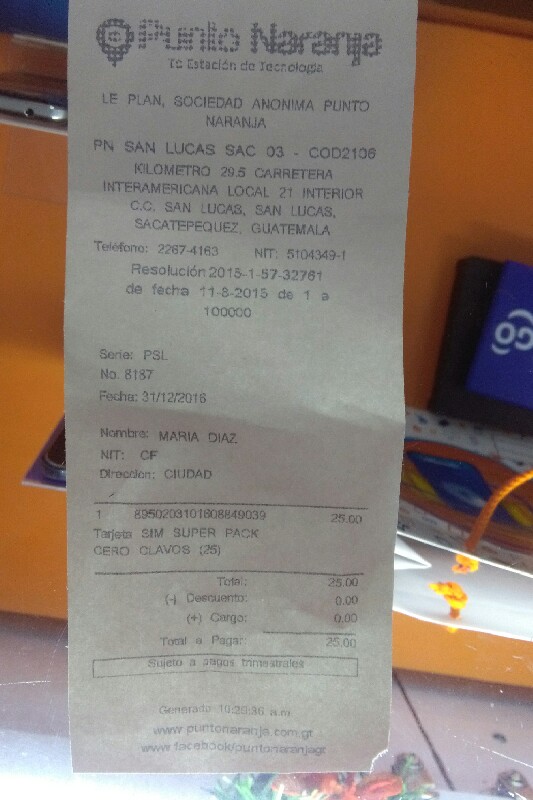 Punto Naranja
Tu Estación de Tecnología
LE PLAN, SOCIEDAD ANONIMA PUNTO
NARANJA
PN SAN LUCAS SAC 03 - COD2106
KILOMETRO 29.5 CARRETERA
INTERAMERICANA LOCAL 21 INTERIOR
C.C. SAN LUCAS, SAN LUCAS,
SACATEPEQUEZ, GUATEMALA
Teléfono: 2267-4163 NIT: 5104349-1
Resolución 2015-1-57-32761
de fecha 11-8-2015 de 1 a
100000
Serie: PSL
No. 8187
Fecha: 31/12/2016
Nombre: MARIA DIAZ
NIT: CF
Direccion: CIUDAD
1 8950203101608849039 25.00
Tarjeta SIM SUPER PACK
CERO CLAVOS (25)
Total: 25.00
(-) Descuento: 0.00
(+) Cargo: 0.00
Total a Pagar: 25.00
Sujeto a pagos trimestrales
Generado 10:20:36 a.m
www.puntonaranja.com.gt
www.facebook/puntonaranjagt